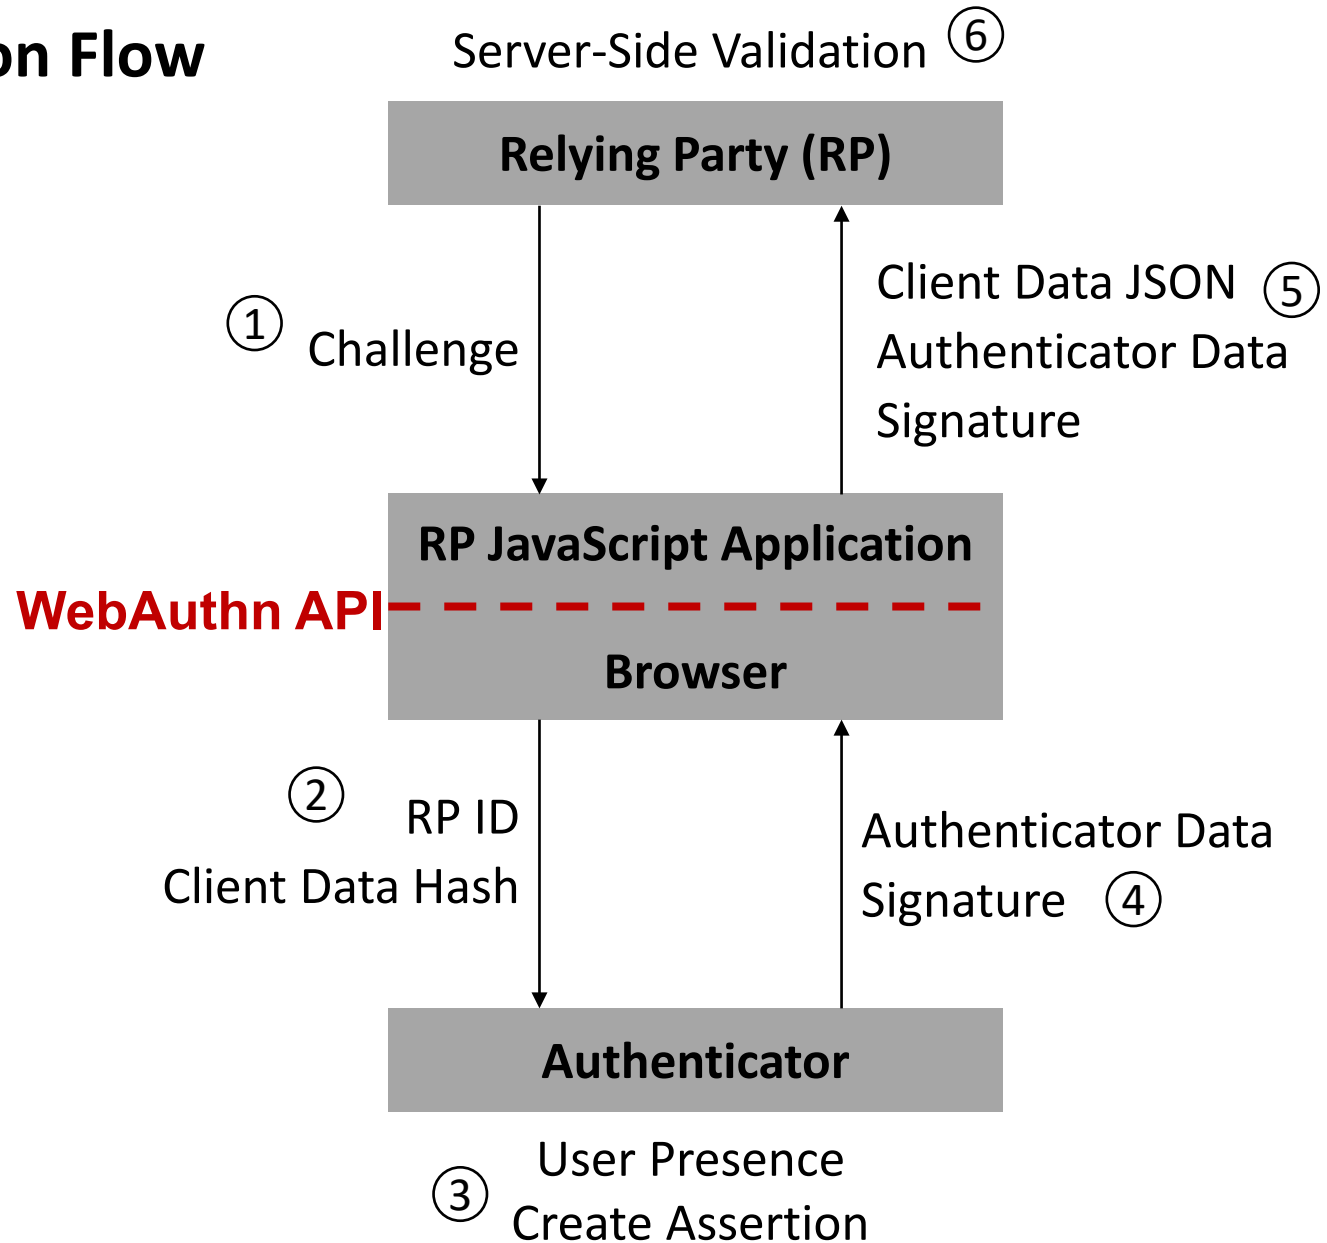 on Flow
Server-Side Validation ⑥
Relying Party (RP)
① Challenge
Client Data JSON ⑤
Authenticator Data
Signature
RP JavaScript Application
WebAuthn API
Browser
② RP ID
Client Data Hash
Authenticator Data
Signature ④
Authenticator
User Presence
③ Create Assertion